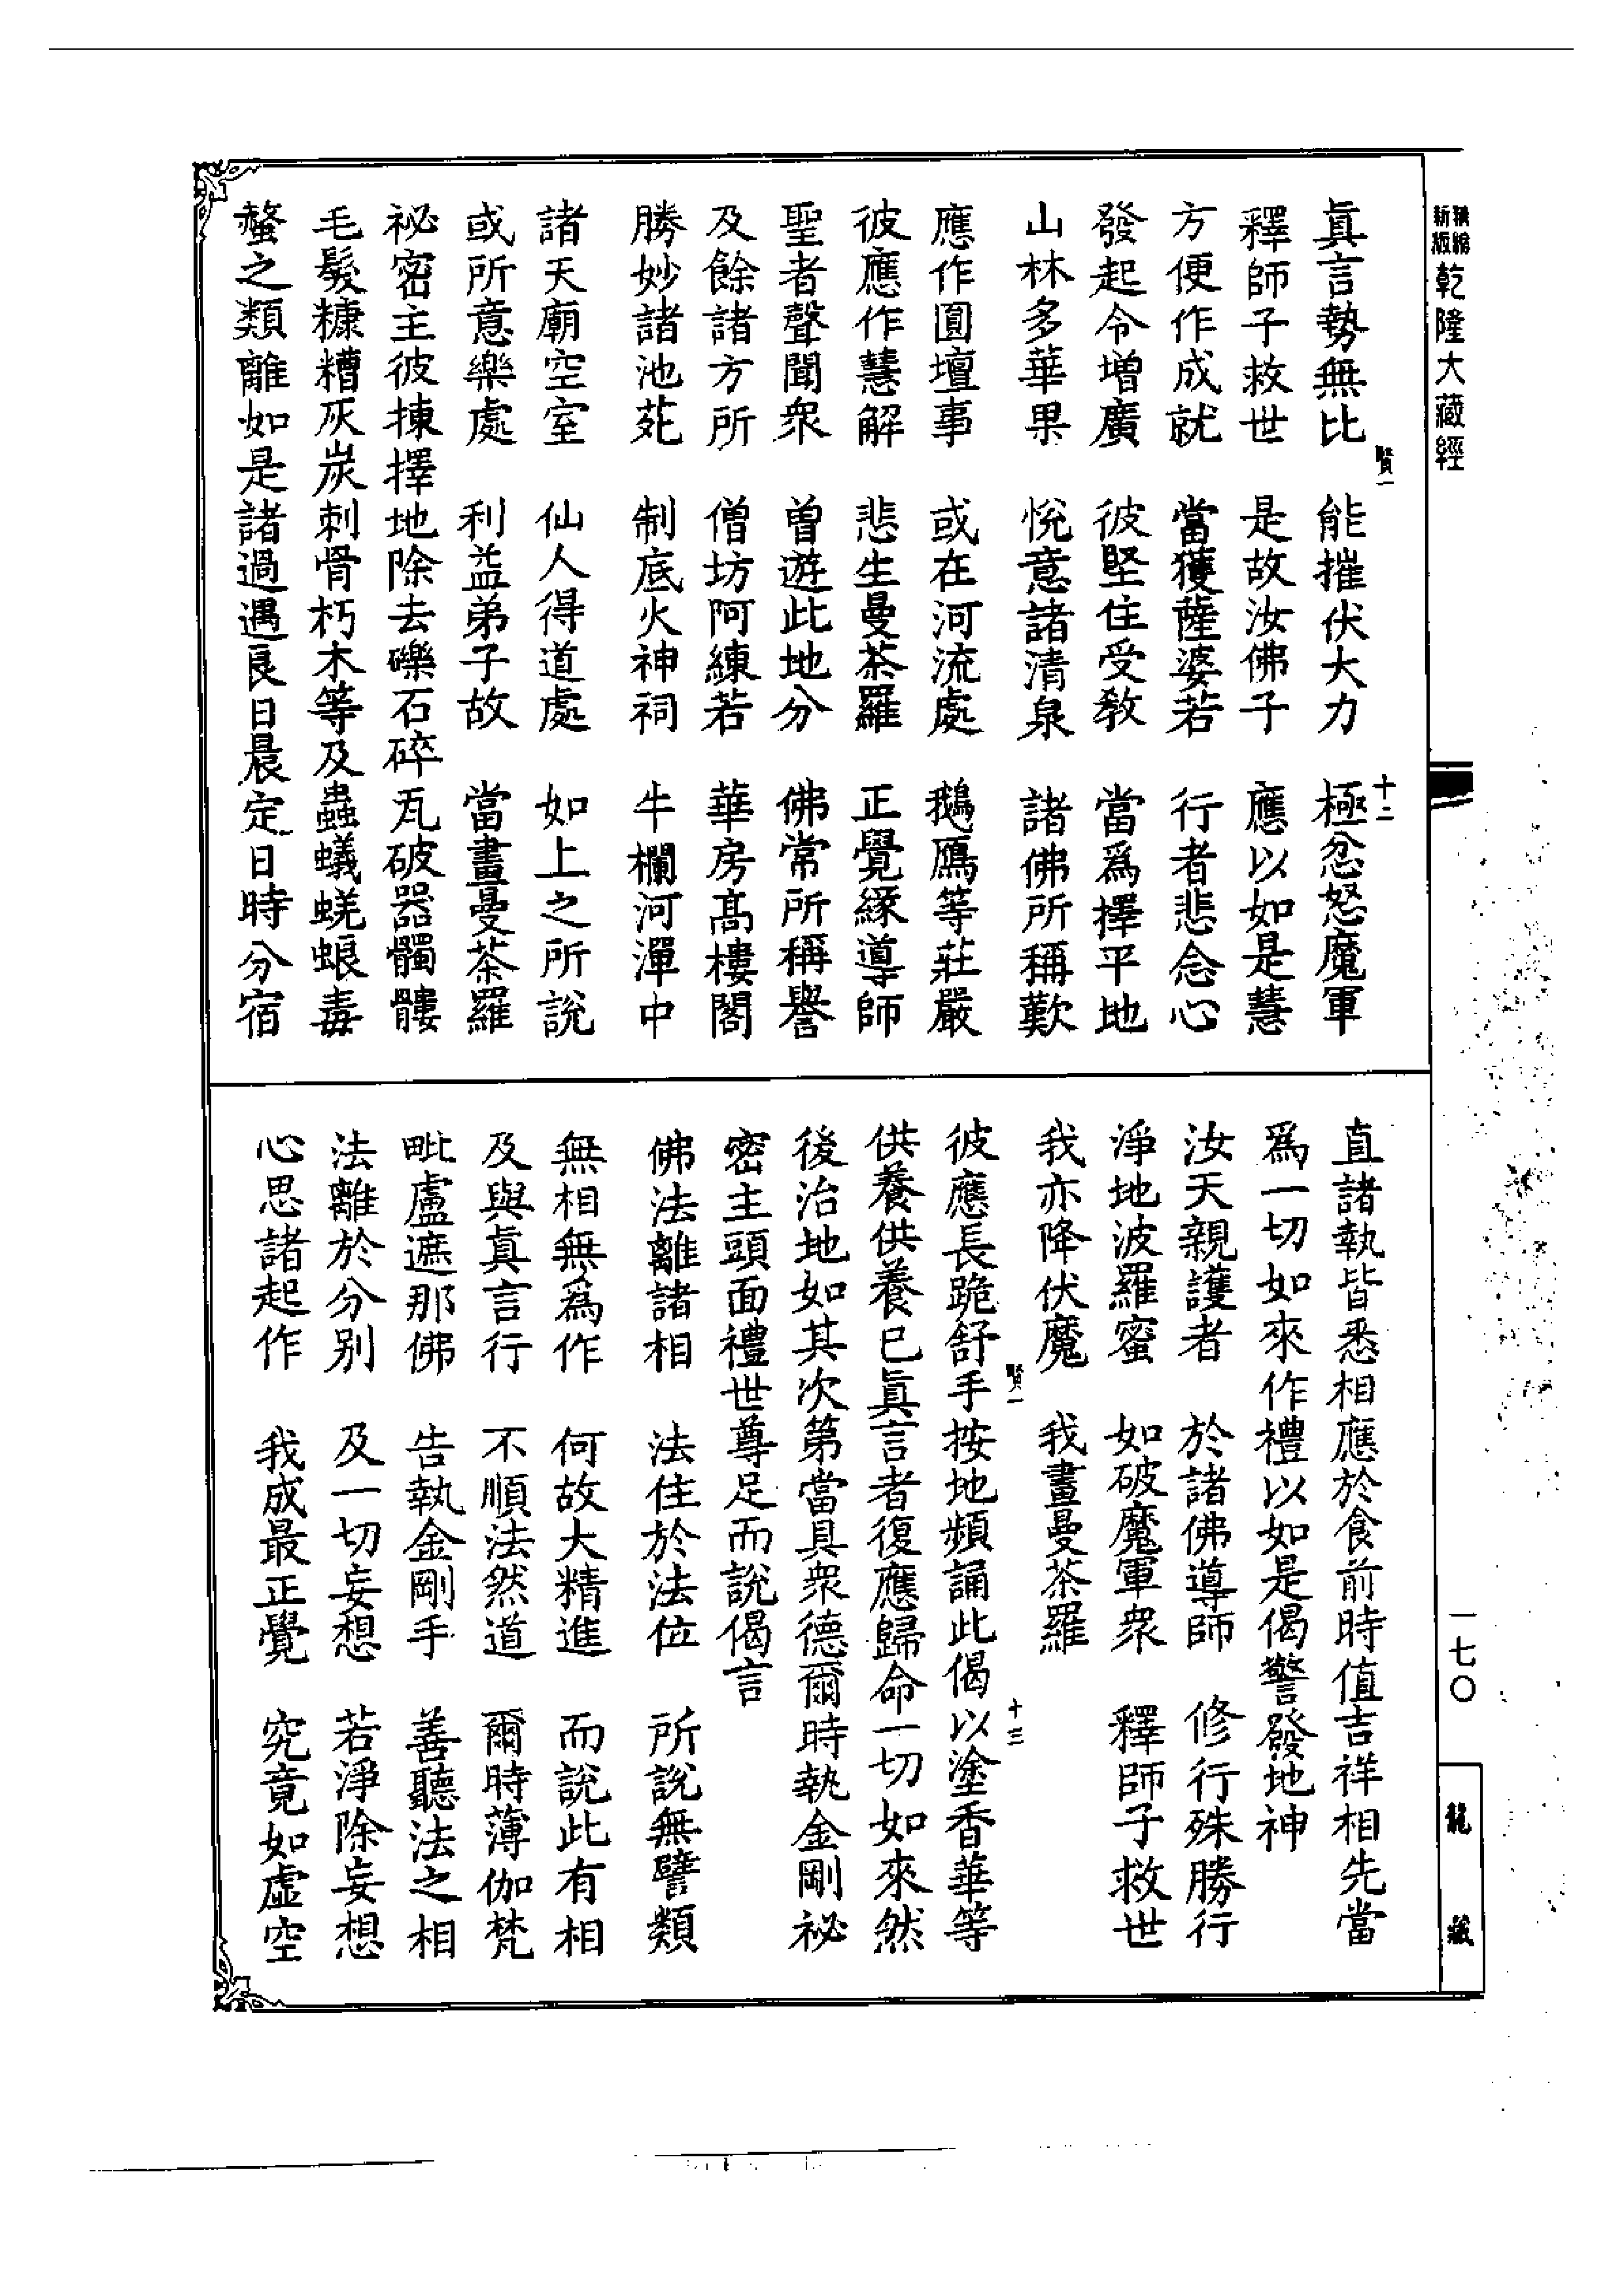 新版
精縮
乾隆大藏經
真言勢無比　能摧伏大力　極忿怒魔軍
賢一
十二
釋師子救世　是故汝佛子　應以如是慧
方便作成就　當獲薩婆若　行者悲念心
發起令增廣　彼堅住受教　當為擇平地
山林多華果　悅意諸清泉　諸佛所稱歎
應作圓壇事　或在河流處　鵝鴈等莊嚴
彼應作慧解　悲生曼茶羅　正覺緣導師
聖者聲聞眾　曾遊此地分　佛常所稱譽
及餘諸方所　僧坊阿練若　華房高樓閣
勝妙諸池苑　制底火神祠　牛欄河潬中
諸天廟空室　仙人得道處　如上之所說
或所意樂處　利益弟子故　當畫曼茶羅
祕密主彼揀擇地除去礫石碎瓦破器髑髏
毛髮糠糟灰炭刺骨朽木等及蟲蟻蜣蜋毒
螫之類離如是諸過遇良日晨定日時分宿
直諸執皆悉相應於食前時值吉祥相先當
為一切如來作禮以如是偈警發地神
汝天親護者　於諸佛導師　修行殊勝行
淨地波羅蜜　如破魔軍眾　釋師子救世
我亦降伏魔　我畫曼茶羅
彼應長跪舒手按地頻誦此偈以塗香華等
賢一
十三
供養供養已真言者復應歸命一切如來然
後治地如其次第當具眾德爾時執金剛祕
密主頭面禮世尊足而說偈言
佛法離諸相　法住於法位　所說無譬類
無相無為作　何故大精進　而說此有相
及與真言行　不順法然道　爾時薄伽梵
毗盧遮那佛　告執金剛手　善聽法之相
法離於分別　及一切妄想　若淨除妄想
心思諸起作　我成最正覺　究竟如虛空
一七〇
龍藏